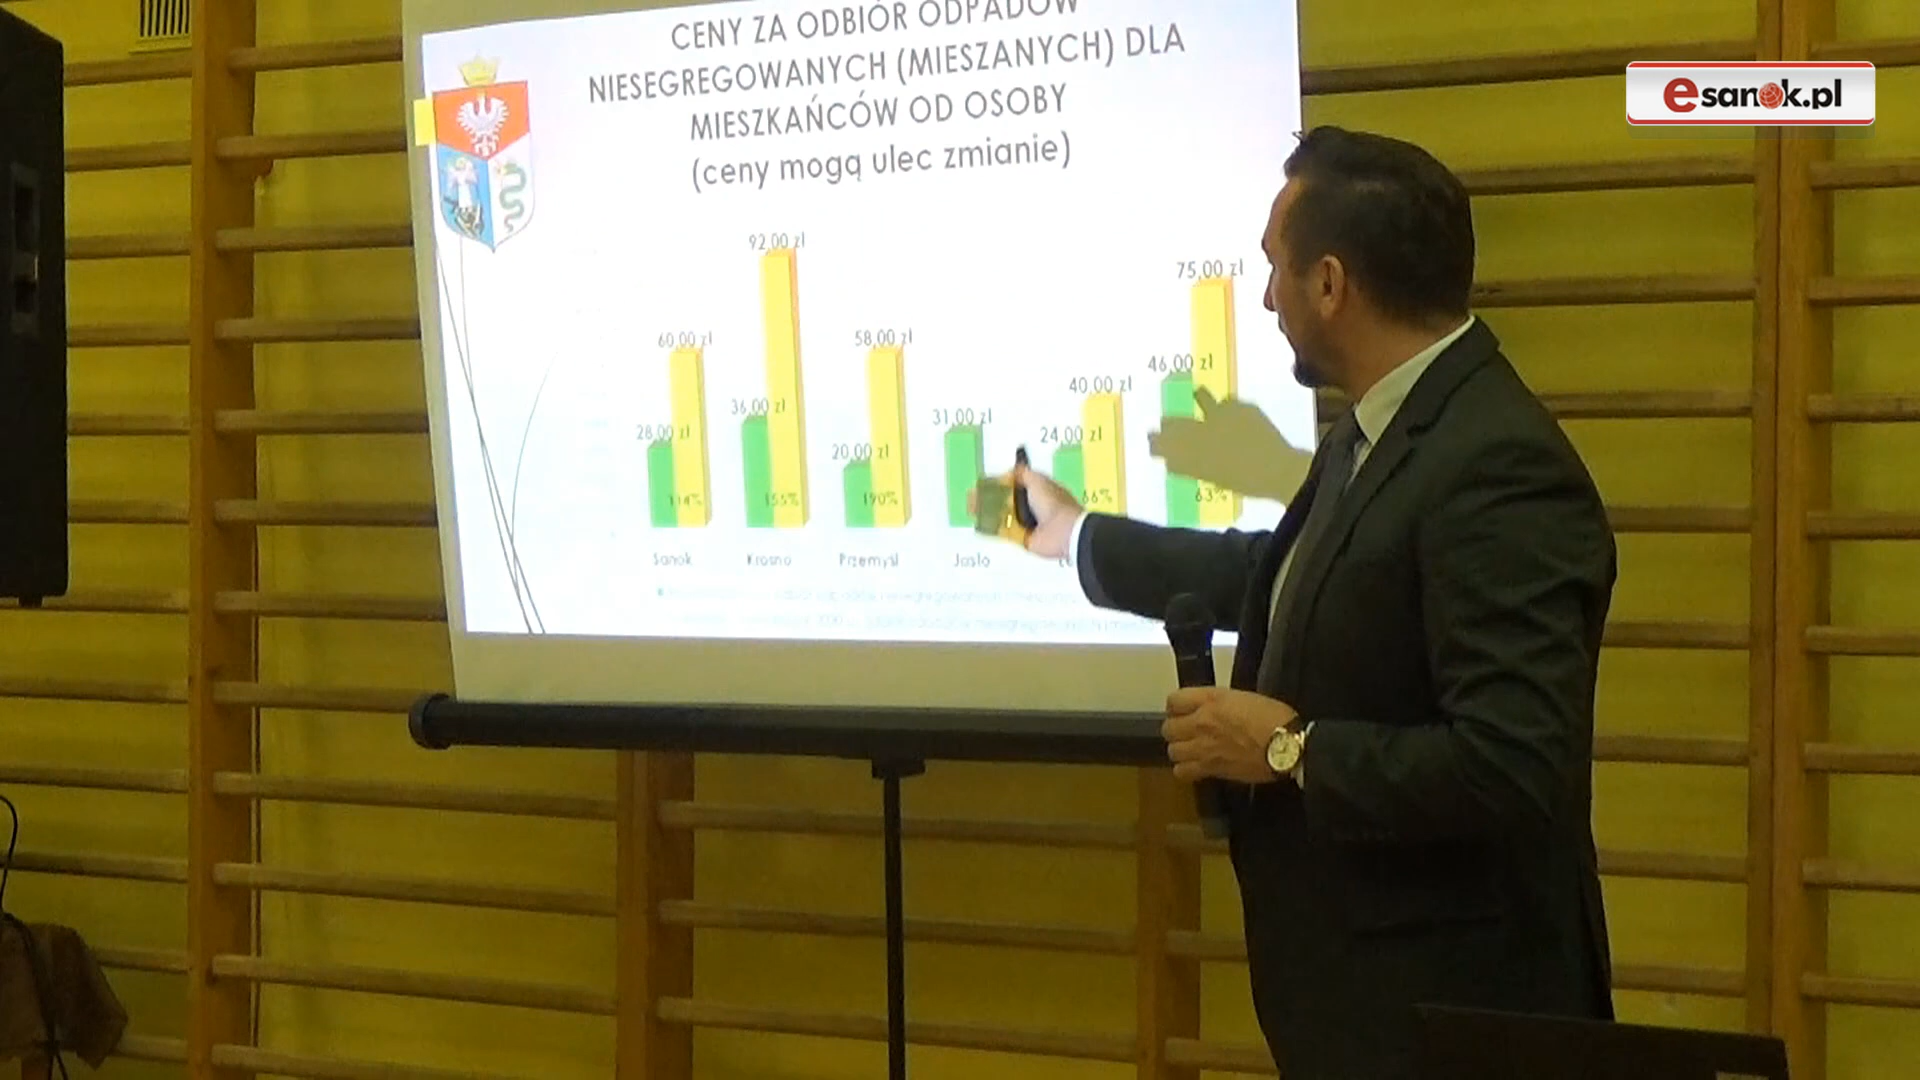 esanok.pl
CENY ZA ODBIÓR ODPADÓW
NIESEGREGOWANYCH (MIESZANYCH) DLA
MIESZKAŃCÓW OD OSOBY
(ceny mogą ulec zmianie)
92,00 zł
75,00 zł
60,00 zł
58,00 zł
46,00 zł
40,00 zł
36,00 zł
31,00 zł
28,00 zł
24,00 zł
20,00 zł
114%
155%
190%
66%
63%
Sanok
Krosno
Przemyśl
Jasło